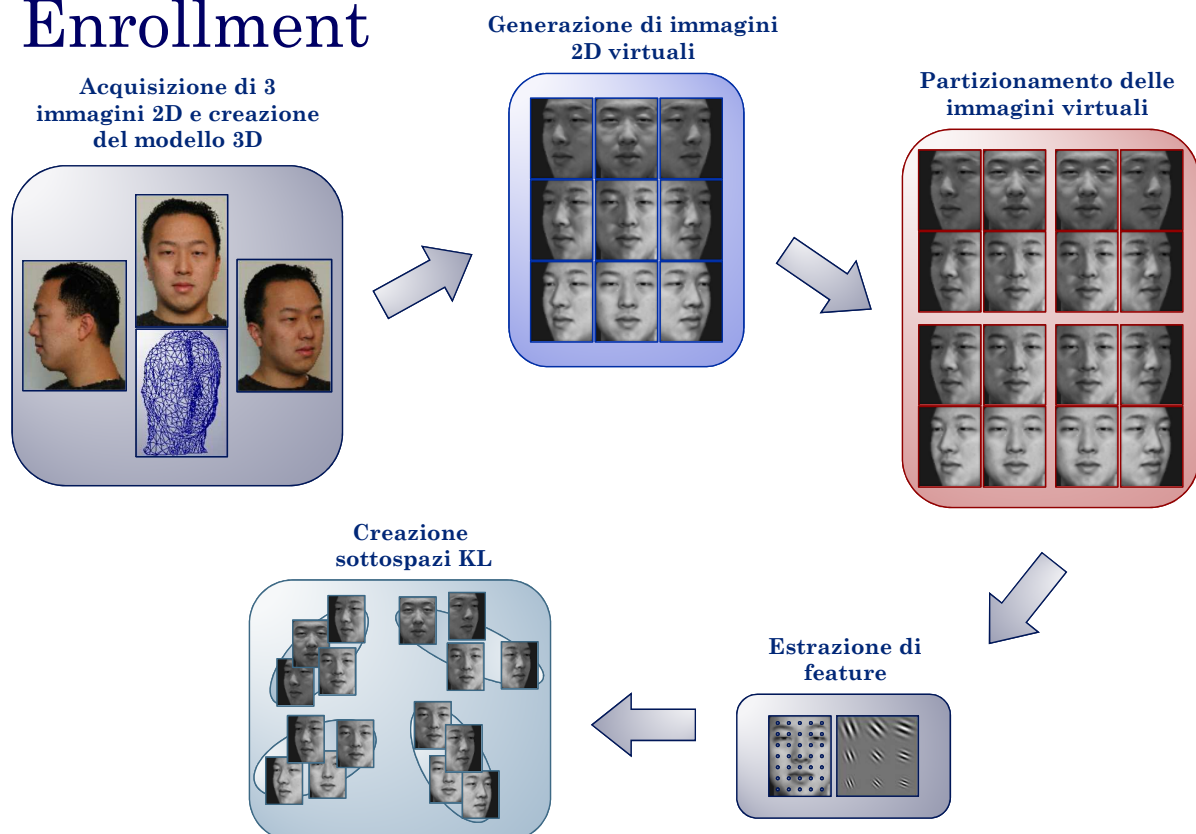 Enrollment
Acquisizione di 3
immagini 2D e creazione
del modello 3D
Generazione di immagini
2D virtuali
Partizionamento delle
immagini virtuali
Estrazione di
feature
Creazione
sottospazi KL